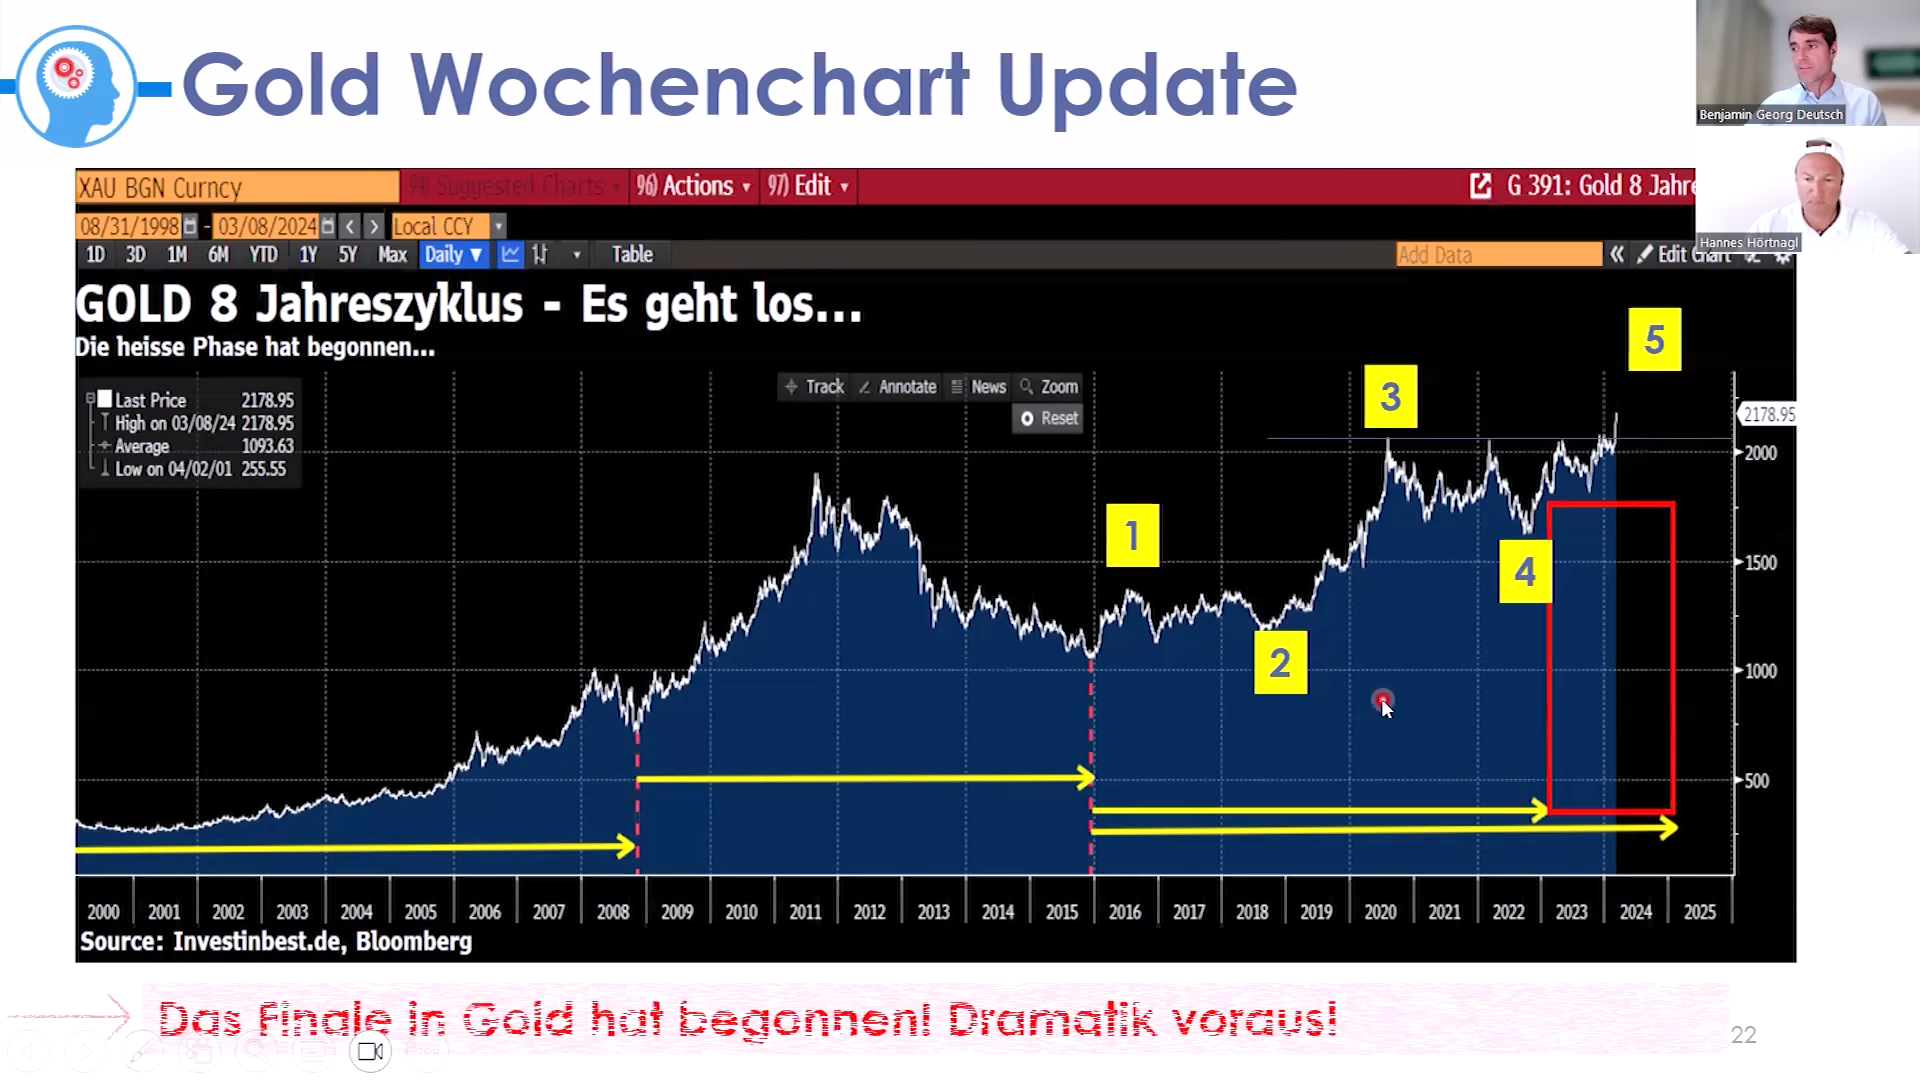 Gold Wochenchart Update
Benjamin Georg Deutsch
Hannes Hörtnagl
XAU BGN Curncy
94) Suggested Charts
96) Actions
97) Edit
G 391: Gold 8 Jahre
08/31/1998 - 03/08/2024
Local CCY
1D 3D 1M 6M YTD 1Y 5Y Max Daily ▼ Table
Add Data
« Edit Chart
GOLD 8 Jahreszyklus - Es geht los...
Die heisse Phase hat begonnen...
Track Annotate News Zoom
Reset
Last Price 2178.95
High on 03/08/24 2178.95
Average 1093.63
Low on 04/02/01 255.55
1
2
3
4
5
2178.95
2000
1500
1000
500
2000 2001 2002 2003 2004 2005 2006 2007 2008 2009 2010 2011 2012 2013 2014 2015 2016 2017 2018 2019 2020 2021 2022 2023 2024 2025
Source: Investinbest.de, Bloomberg
Das Finale in Gold hat begonnen! Dramatik voraus!
22